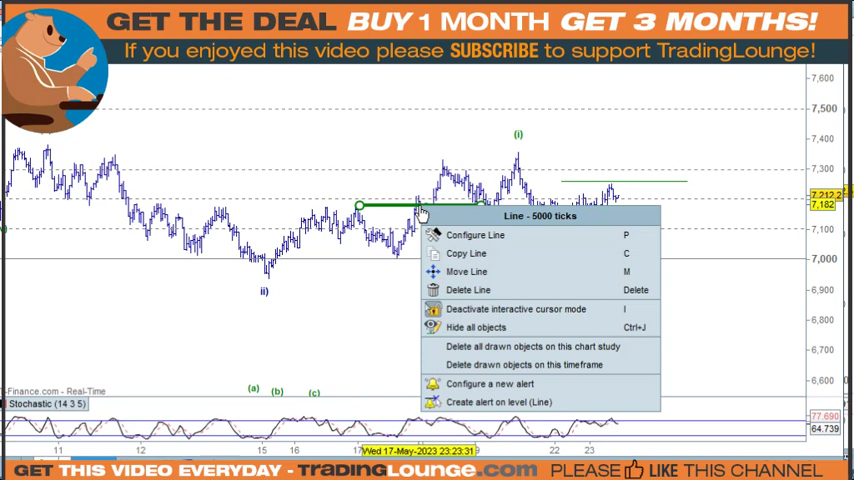 GET THE DEAL BUY 1 MONTH GET 3 MONTHS!
If you enjoyed this video please SUBSCRIBE to support TradingLounge!
7,600
7,500
7,400
(i)
7,300
7,212.2
7,182
Line - 5000 ticks
7,100
Configure Line P
Copy Line C
7,000
Move Line M
ii)
Delete Line Delete
6,900
Deactivate interactive cursor mode I
6,800
Hide all objects Ctrl+J
Delete all drawn objects on this chart study
6,700
Delete drawn objects on this timeframe
6,600
(a) (b) (c)
Configure a new alert
-Finance.com - Real-Time
Create alert on level (Line)
Stochastic (14 3 5)
77.690
64.739
11 12 15 16 17 Wed 17-May-2023 23:23:31 9 22 23
GET THIS VIDEO EVERYDAY - TRADINGLOUNGE.COM PLEASE LIKE THIS CHANNEL